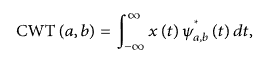 CWT (a, b) = ∫_{-∞}^{∞} x (t) ψ^{*}_{a,b} (t) dt,